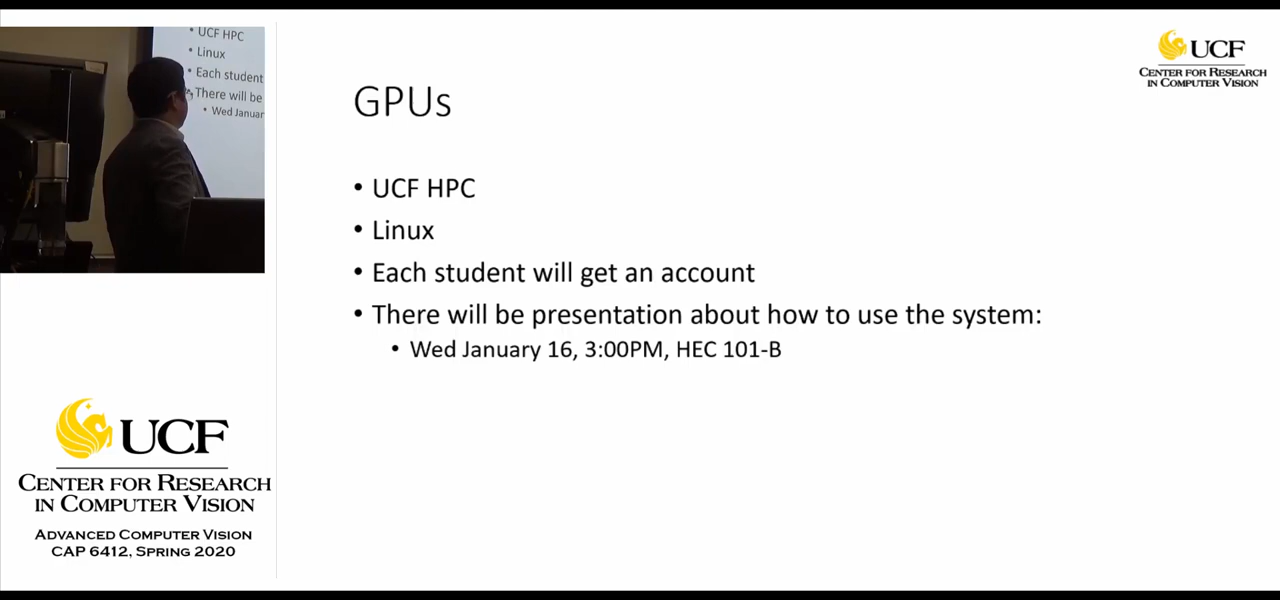 UCF HPC
Linux
Each student
There will be
• Wed Januar
UCF
CENTER FOR RESEARCH
IN COMPUTER VISION
GPUs
• UCF HPC
• Linux
• Each student will get an account
• There will be presentation about how to use the system:
• Wed January 16, 3:00PM, HEC 101-B
UCF
CENTER FOR RESEARCH
IN COMPUTER VISION
ADVANCED COMPUTER VISION
CAP 6412, SPRING 2020